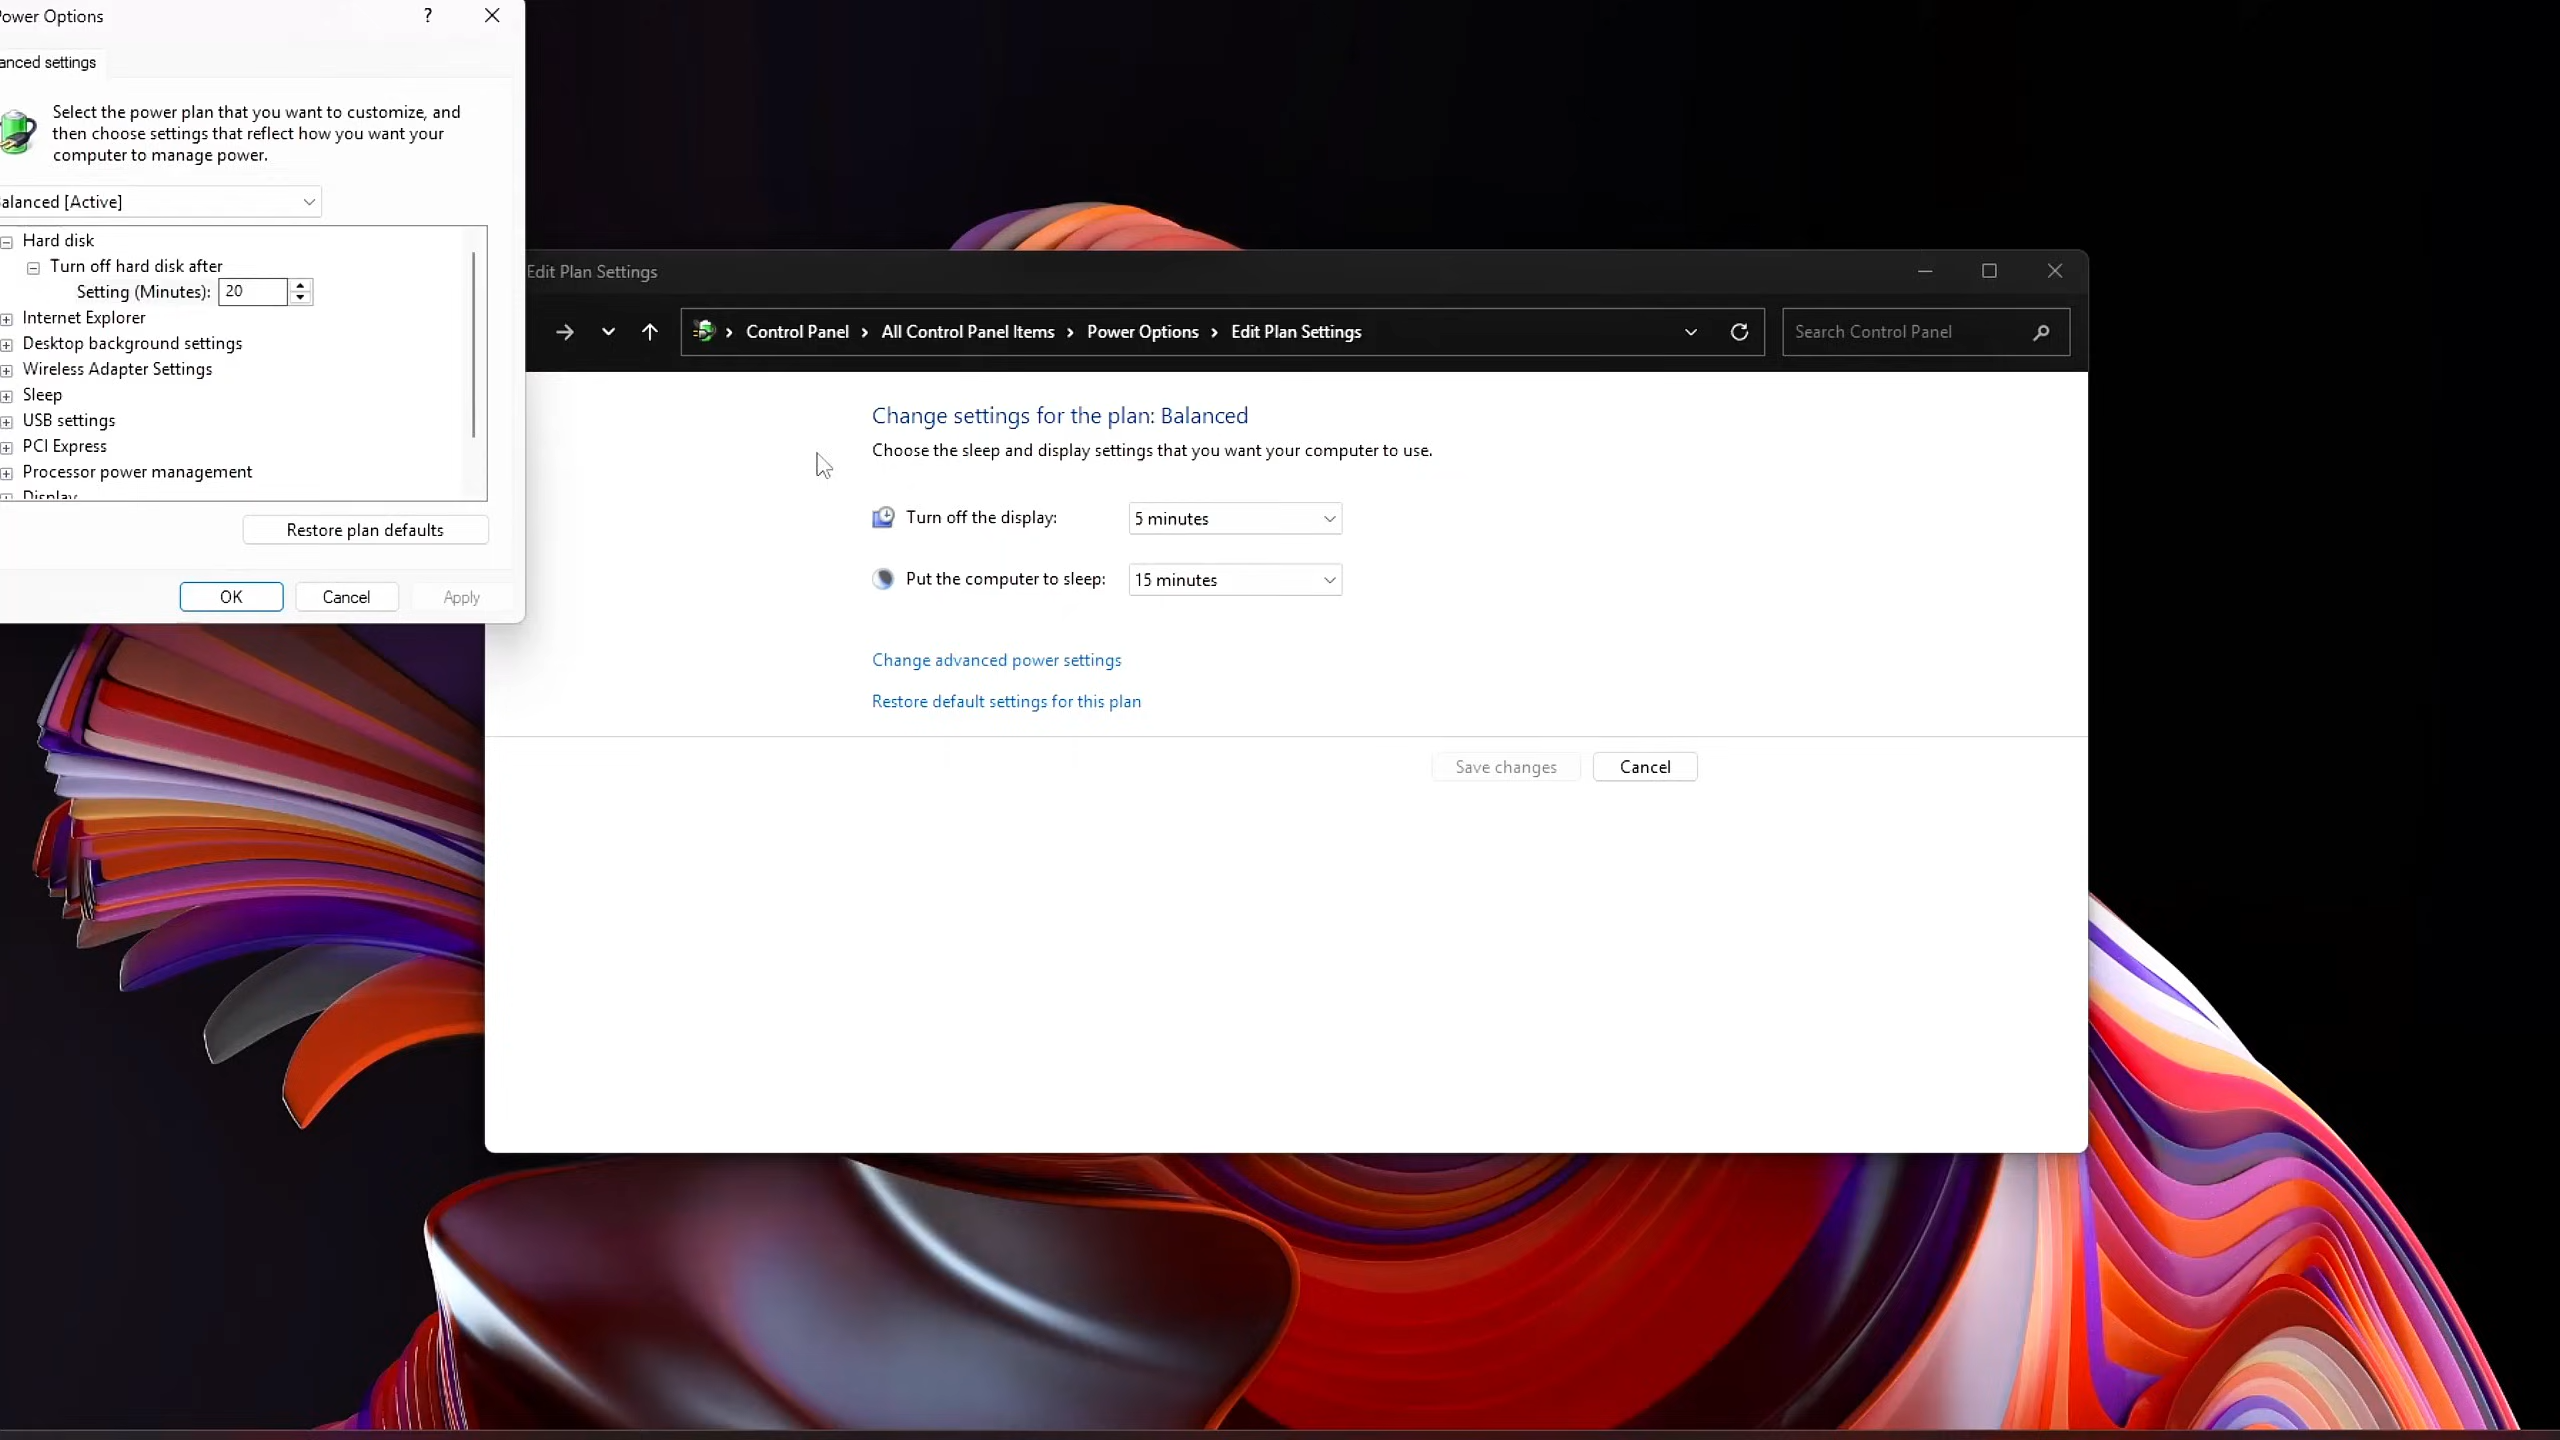 Power Options
?
anced settings
Select the power plan that you want to customize, and
then choose settings that reflect how you want your
computer to manage power.
alanced [Active]
Hard disk
Turn off hard disk after
Setting (Minutes): 20
Internet Explorer
Desktop background settings
Wireless Adapter Settings
Sleep
USB settings
PCI Express
Processor power management
Display
Restore plan defaults
OK Cancel Apply
Edit Plan Settings
Control Panel > All Control Panel Items > Power Options > Edit Plan Settings
Search Control Panel
Change settings for the plan: Balanced
Choose the sleep and display settings that you want your computer to use.
Turn off the display: 5 minutes
Put the computer to sleep: 15 minutes
Change advanced power settings
Restore default settings for this plan
Save changes Cancel